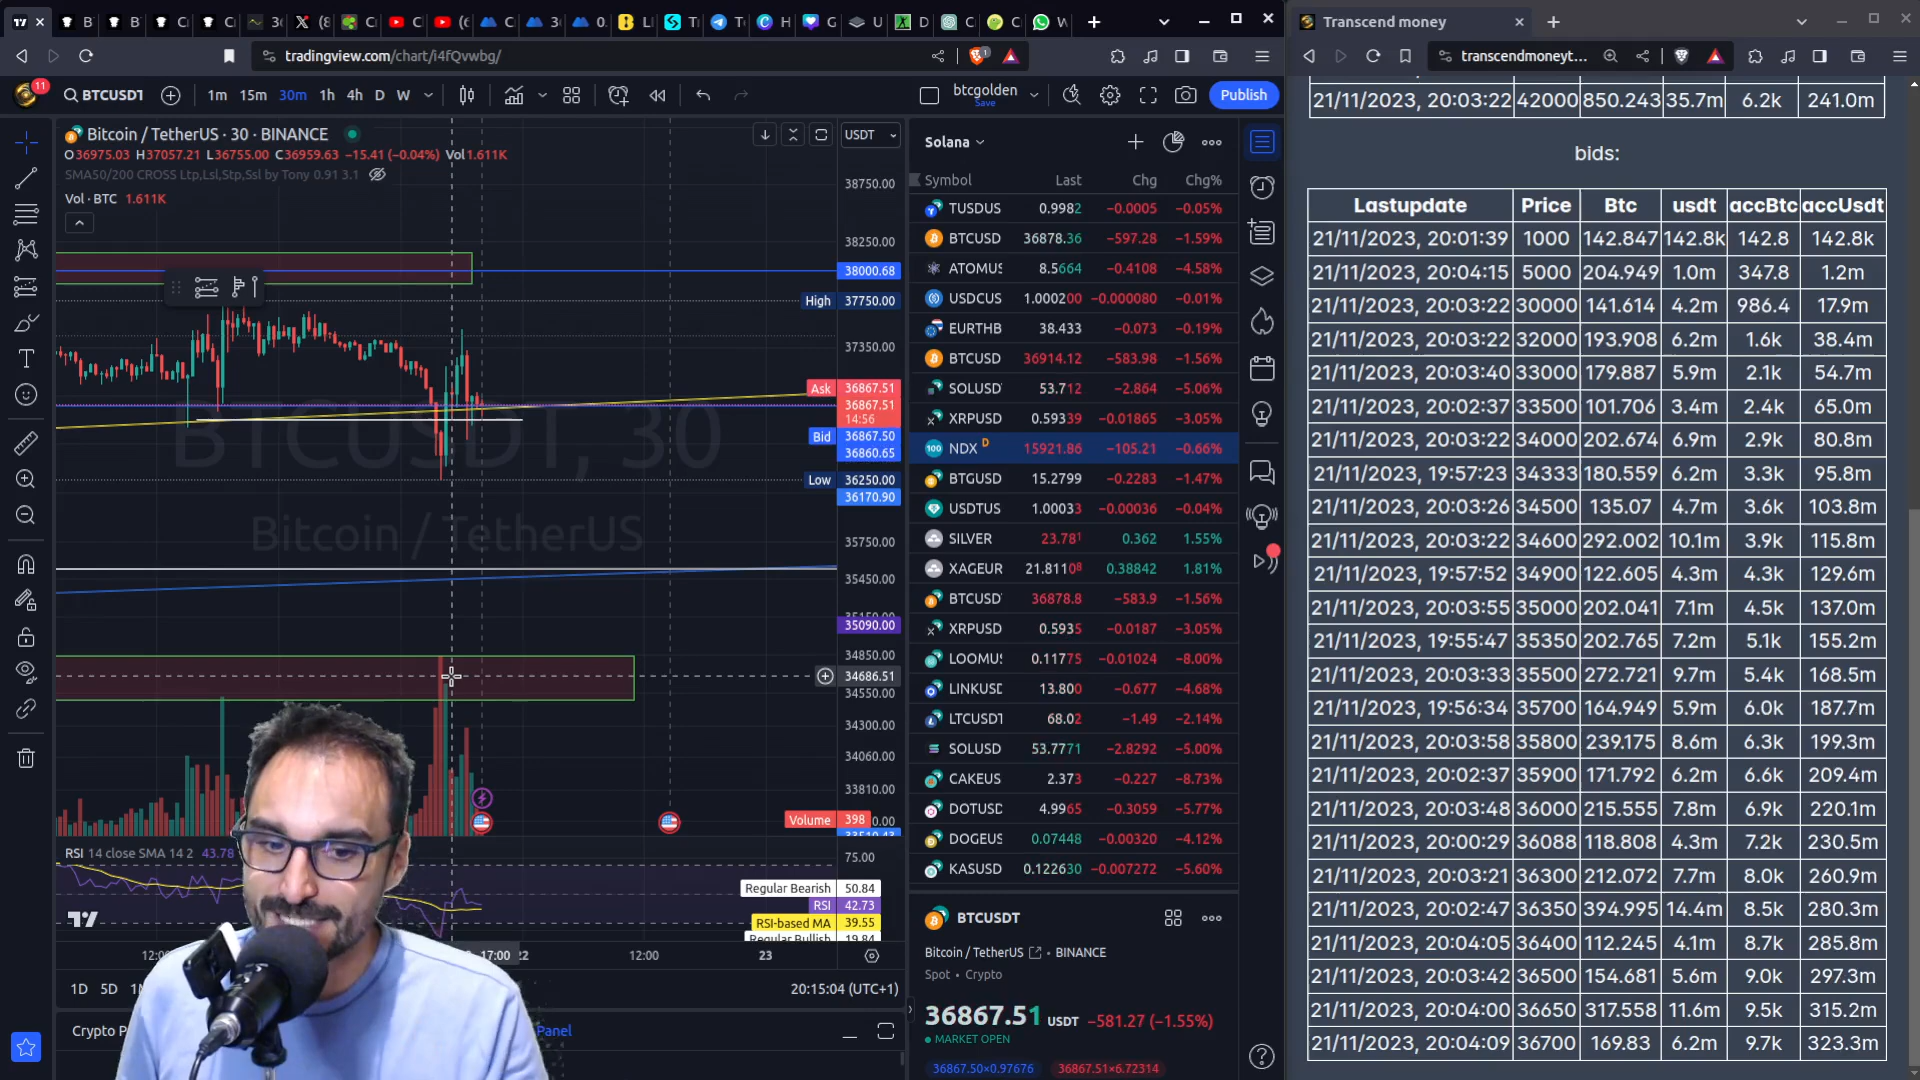 Transcend money
tradingview.com/chart/i4fQvwbg/
transcendmoneyt...
BTCUSDT
1m 15m 30m 1h 4h D W
btcgolden
Save
Publish
11
Bitcoin / TetherUS · 30 · BINANCE
USDT
O36975.03 H37057.21 L36755.00 C36959.63 −15.41 (−0.04%) Vol1.611K
SMA50/200 CROSS Ltp,Lsl,Stp,Ssl by Tony 0.91 3.1
Vol · BTC 1.611K
BTCUSDT, 30
Bitcoin / TetherUS
38750.00
38250.00
38000.68
High 37750.00
37350.00
Ask 36867.51
36867.51
14:56
Bid 36867.50
36860.65
Low 36250.00
36170.90
35750.00
35450.00
35090.00
34850.00
34686.51
34550.00
34300.00
34060.00
33810.00
Volume 398
RSI 14 close SMA 14 2 43.78
75.00
Regular Bearish 50.84
RSI 42.73
RSI-based MA 39.55
Regular Bullish 19.84
17:00 22 12:00 23
1D 5D
20:15:04 (UTC+1)
Crypto P
Panel
Solana
Symbol Last Chg Chg%
TUSDUS 0.9982 −0.0005 −0.05%
BTCUSD 36878.36 −597.28 −1.59%
ATOMUS 8.5664 −0.4108 −4.58%
USDCUS 1.000200 −0.000080 −0.01%
EURTHB 38.433 −0.073 −0.19%
BTCUSD 36914.12 −583.98 −1.56%
SOLUSD 53.712 −2.864 −5.06%
XRPUSD 0.59339 −0.01865 −3.05%
NDX D 15921.86 −105.21 −0.66%
BTGUSD 15.2799 −0.2283 −1.47%
USDTUS 1.00033 −0.00036 −0.04%
SILVER 23.781 0.362 1.55%
XAGEUR 21.81108 0.38842 1.81%
BTCUSD 36878.8 −583.9 −1.56%
XRPUSD 0.5935 −0.0187 −3.05%
LOOMUS 0.11775 −0.01024 −8.00%
LINKUSD 13.800 −0.677 −4.68%
LTCUSDT 68.02 −1.49 −2.14%
SOLUSD 53.7771 −2.8292 −5.00%
CAKEUS 2.373 −0.227 −8.73%
DOTUSD 4.9965 −0.3059 −5.77%
DOGEUS 0.07448 −0.00320 −4.12%
KASUSD 0.122630 −0.007272 −5.60%
BTCUSDT
Bitcoin / TetherUS · BINANCE
Spot · Crypto
36867.51 USDT −581.27 (−1.55%)
MARKET OPEN
36867.50×0.97676 36867.51×6.72314
21/11/2023, 20:03:22 42000 850.243 35.7m 6.2k 241.0m
bids:
Lastupdate Price Btc usdt accBtc accUsdt
21/11/2023, 20:01:39 1000 142.847 142.8k 142.8 142.8k
21/11/2023, 20:04:15 5000 204.949 1.0m 347.8 1.2m
21/11/2023, 20:03:22 30000 141.614 4.2m 986.4 17.9m
21/11/2023, 20:03:22 32000 193.908 6.2m 1.6k 38.4m
21/11/2023, 20:03:40 33000 179.887 5.9m 2.1k 54.7m
21/11/2023, 20:02:37 33500 101.706 3.4m 2.4k 65.0m
21/11/2023, 20:03:22 34000 202.674 6.9m 2.9k 80.8m
21/11/2023, 19:57:23 34333 180.559 6.2m 3.3k 95.8m
21/11/2023, 20:03:26 34500 135.07 4.7m 3.6k 103.8m
21/11/2023, 20:03:22 34600 292.002 10.1m 3.9k 115.8m
21/11/2023, 19:57:52 34900 122.605 4.3m 4.3k 129.6m
21/11/2023, 20:03:55 35000 202.041 7.1m 4.5k 137.0m
21/11/2023, 19:55:47 35350 202.765 7.2m 5.1k 155.2m
21/11/2023, 20:03:33 35500 272.721 9.7m 5.4k 168.5m
21/11/2023, 19:56:34 35700 164.949 5.9m 6.0k 187.7m
21/11/2023, 20:03:58 35800 239.175 8.6m 6.3k 199.3m
21/11/2023, 20:02:37 35900 171.792 6.2m 6.6k 209.4m
21/11/2023, 20:03:48 36000 215.555 7.8m 6.9k 220.1m
21/11/2023, 20:00:29 36088 118.808 4.3m 7.2k 230.5m
21/11/2023, 20:03:21 36300 212.072 7.7m 8.0k 260.9m
21/11/2023, 20:02:47 36350 394.995 14.4m 8.5k 280.3m
21/11/2023, 20:04:05 36400 112.245 4.1m 8.7k 285.8m
21/11/2023, 20:03:42 36500 154.681 5.6m 9.0k 297.3m
21/11/2023, 20:04:00 36650 317.558 11.6m 9.5k 315.2m
21/11/2023, 20:04:09 36700 169.83 6.2m 9.7k 323.3m